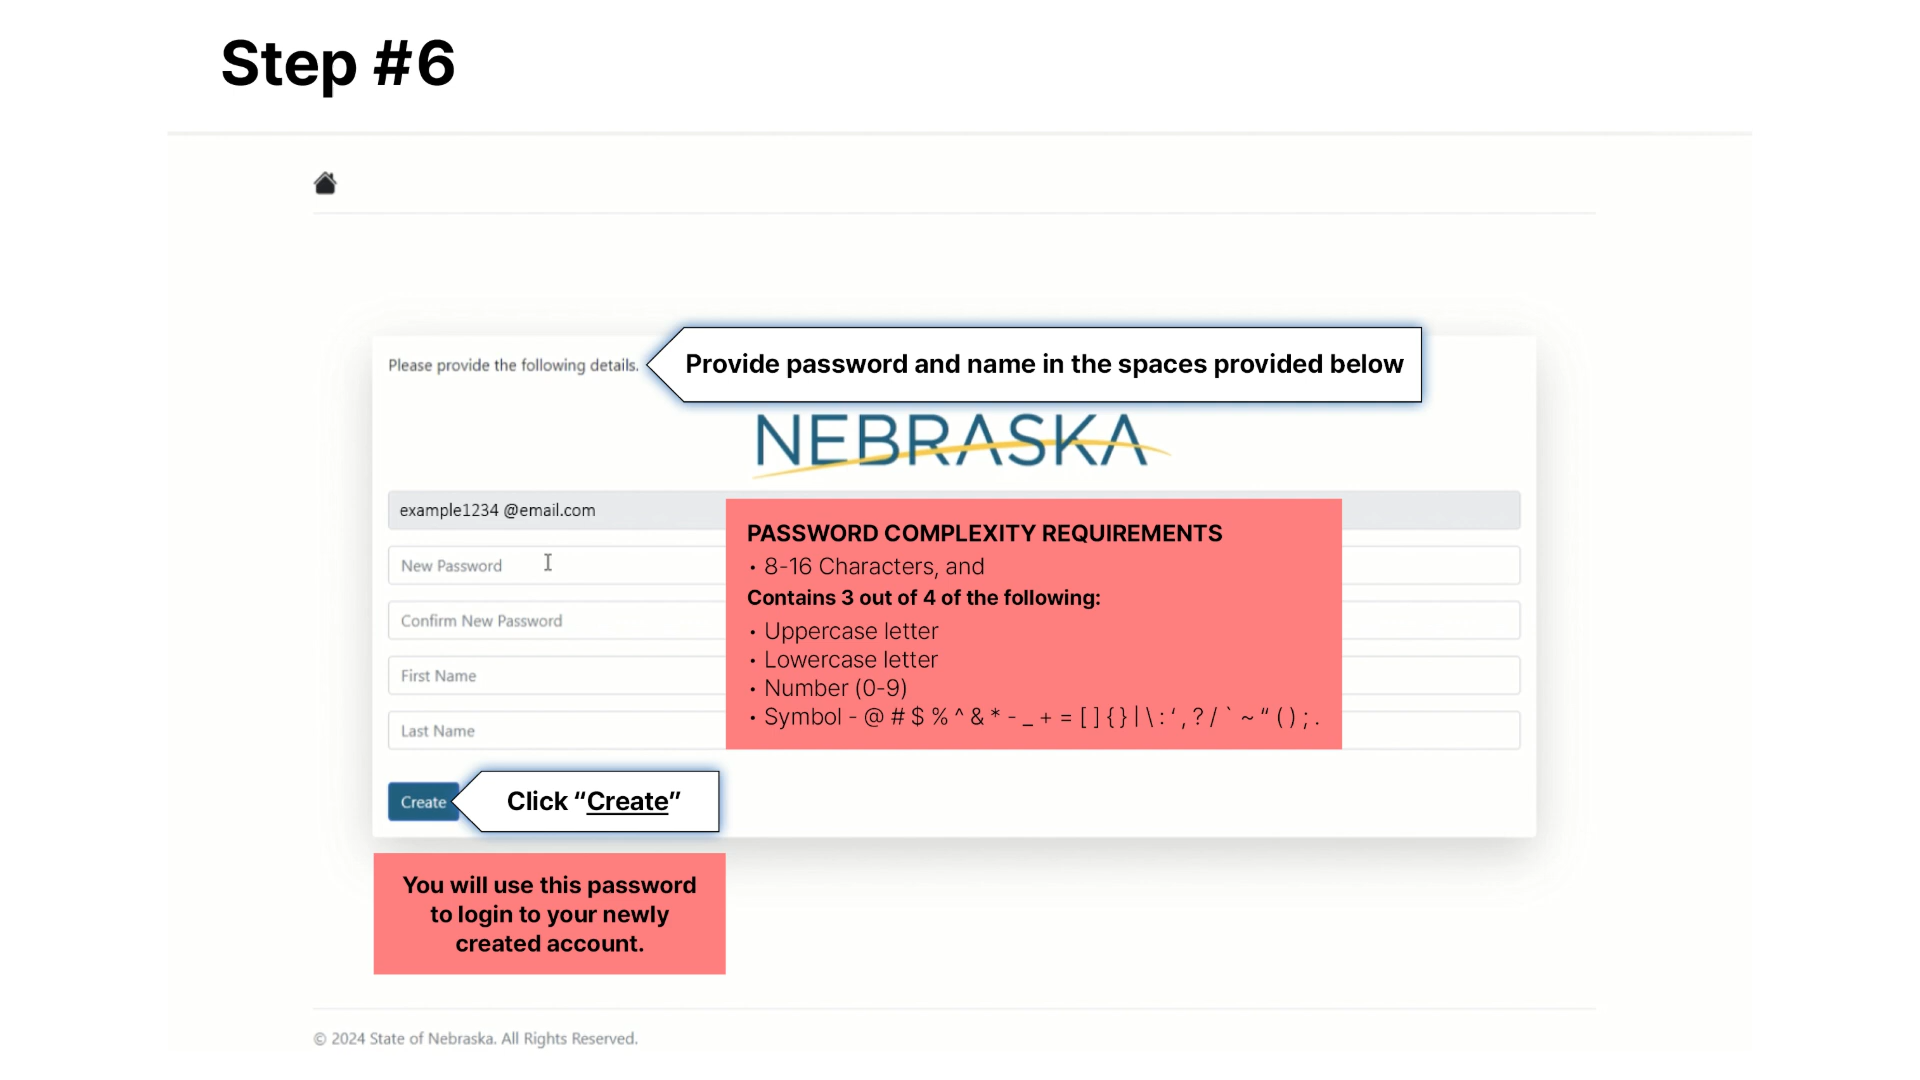 Step #6
Please provide the following details.
Provide password and name in the spaces provided below
NEBRASKA
example1234 @email.com
New Password
Confirm New Password
First Name
Last Name
PASSWORD COMPLEXITY REQUIREMENTS
• 8-16 Characters, and
Contains 3 out of 4 of the following:
• Uppercase letter
• Lowercase letter
• Number (0-9)
• Symbol - @ # $ % ^ & * - _ + = [ ] { } | \ : ‘ , ? / ` ~ “ ( ) ; .
Create
Click “Create”
You will use this password
to login to your newly
created account.
© 2024 State of Nebraska. All Rights Reserved.